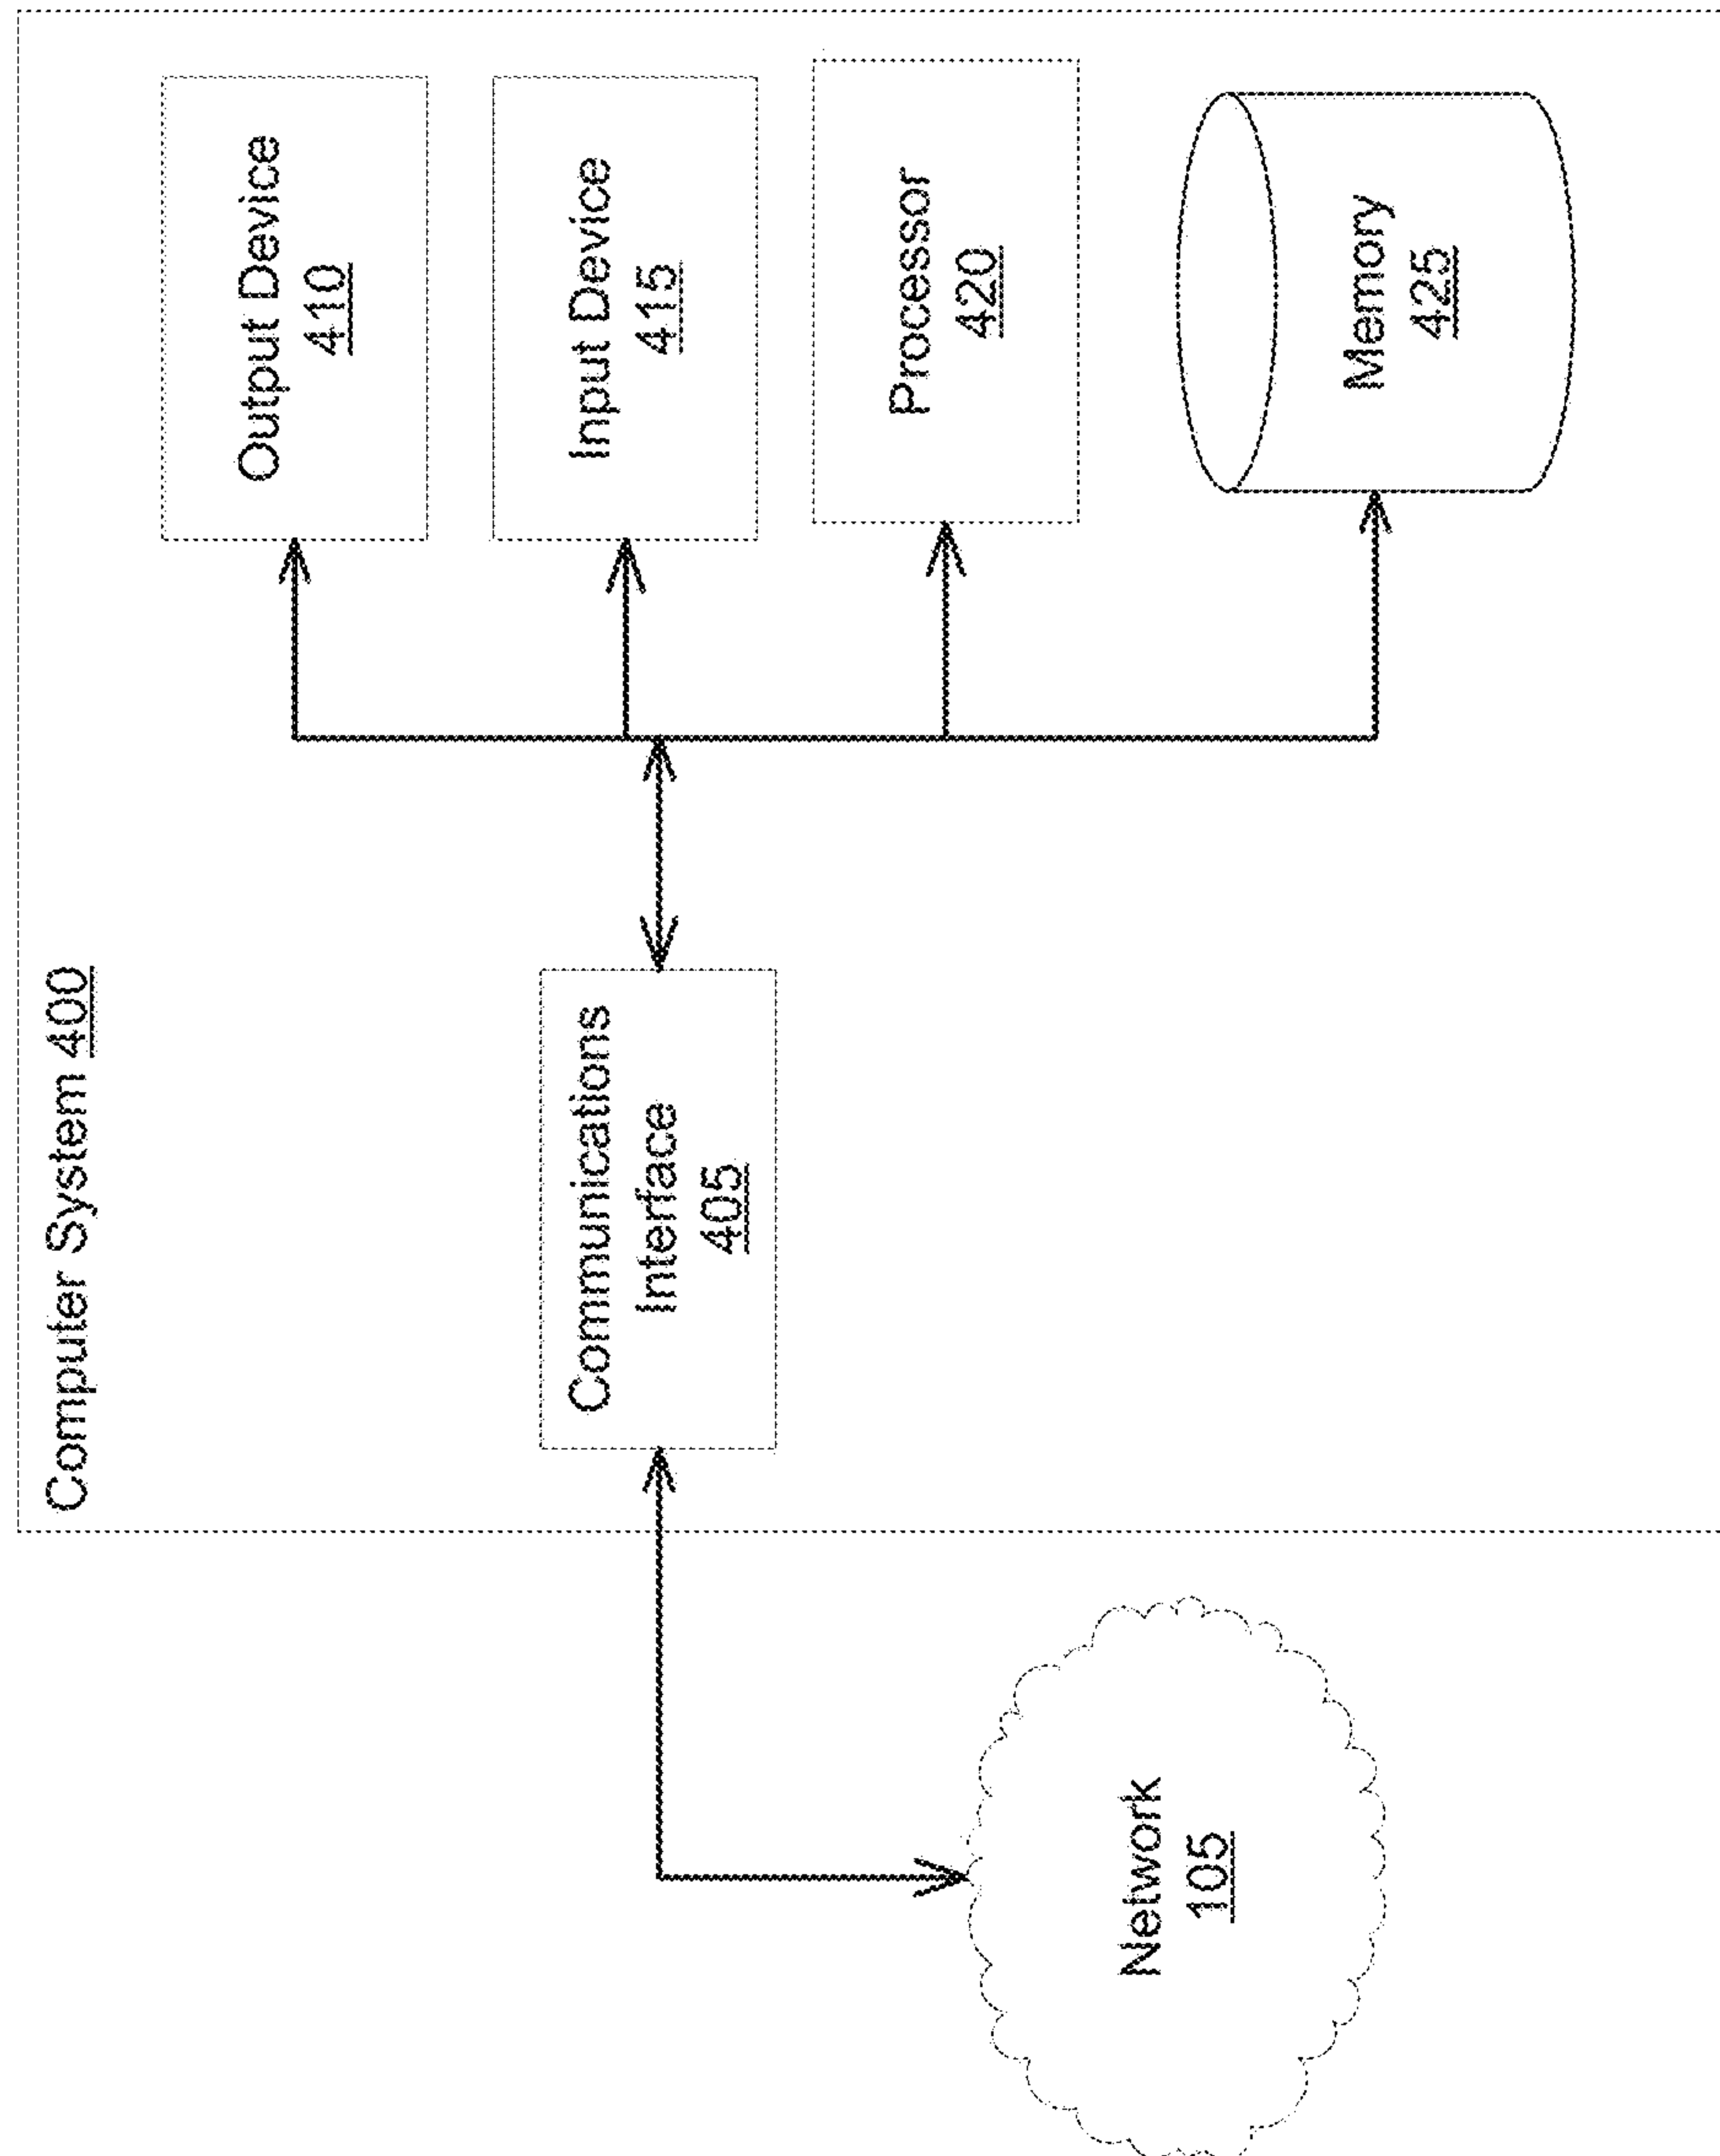 Computer System 400
Output Device
410
Input Device
415
Communications
Interface
405
Processor
420
Memory
425
Network
105